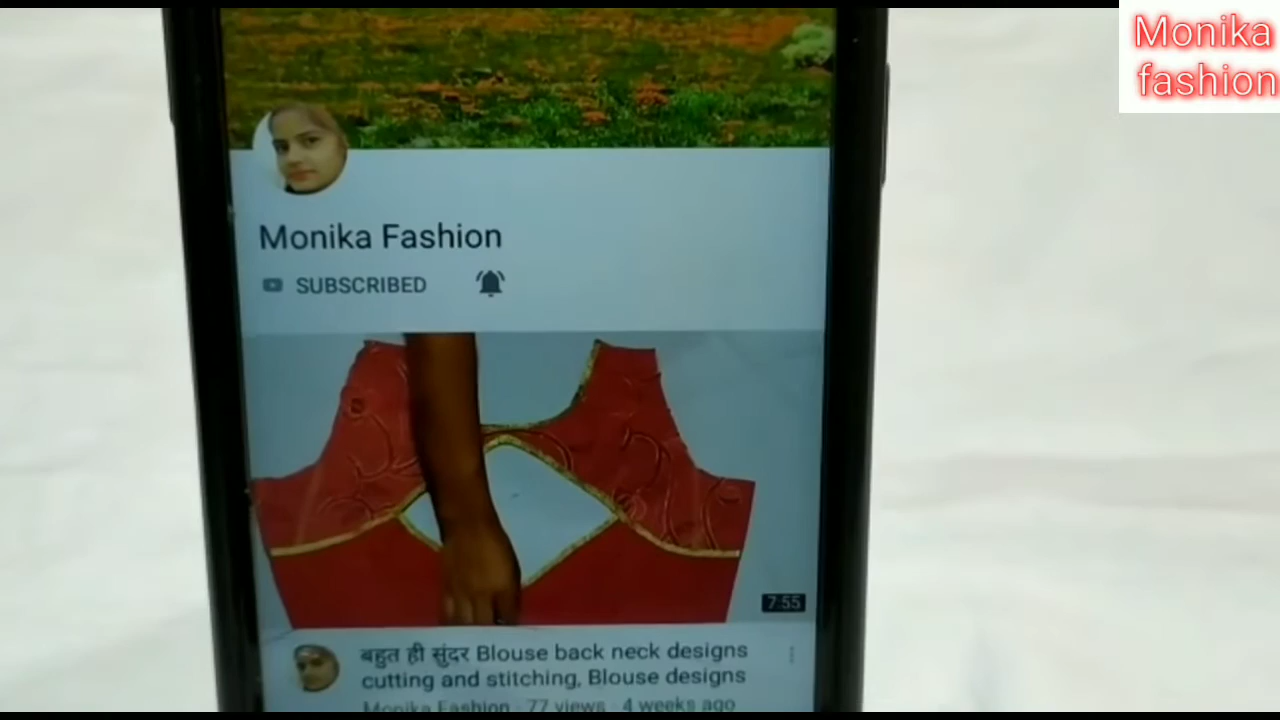 Monika
fashion
Monika Fashion
SUBSCRIBED
7:55
बहुत ही सुंदर Blouse back neck designs
cutting and stitching, Blouse designs
Monika Fashion · 77 views · 4 weeks ago